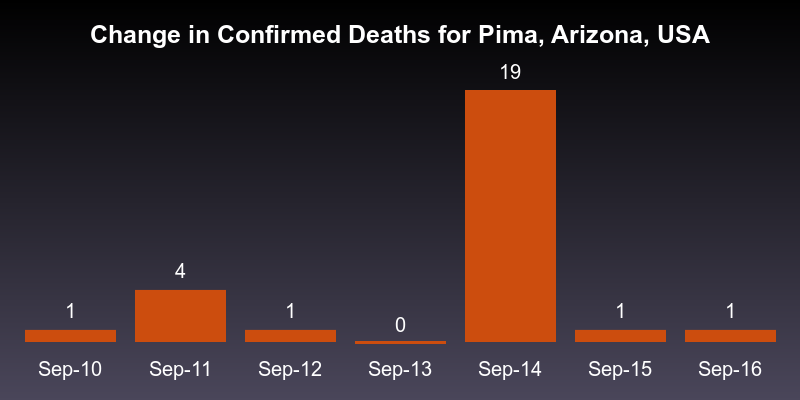 Change in Confirmed Deaths for Pima, Arizona, USA
19
4
1
1
0
1
1
Sep-10
Sep-11
Sep-12
Sep-13
Sep-14
Sep-15
Sep-16